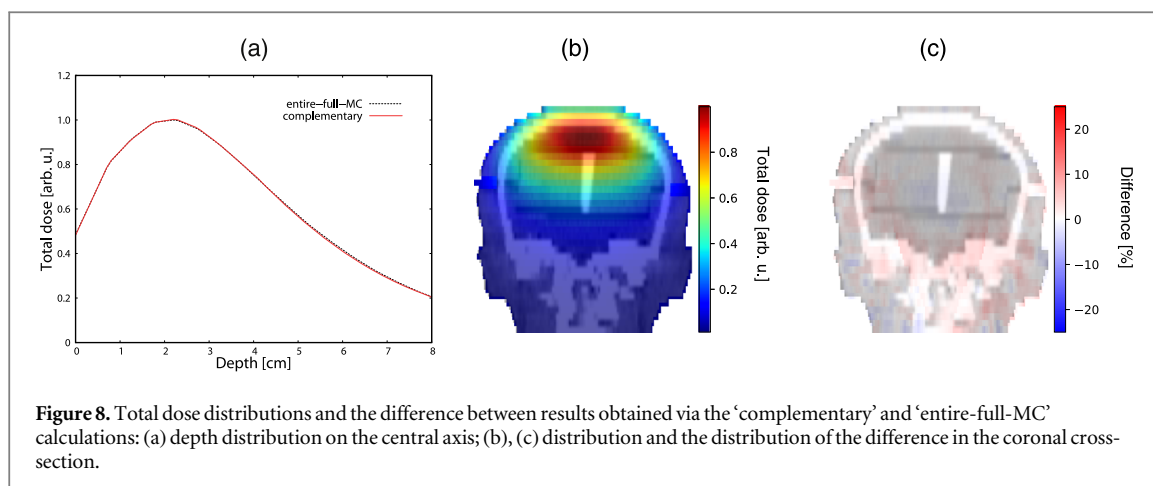 (a)
(b)
(c)
1.2
1.0
0.8
0.6
0.4
0.2
0
Total dose [arb. u.]
entire–full–MC
complementary
0 1 2 3 4 5 6 7 8
Depth [cm]
0.8
0.6
0.4
0.2
Total dose [arb. u.]
20
10
0
−10
−20
Difference [%]
Figure 8. Total dose distributions and the difference between results obtained via the ‘complementary’ and ‘entire-full-MC’
calculations: (a) depth distribution on the central axis; (b), (c) distribution and the distribution of the difference in the coronal cross-
section.